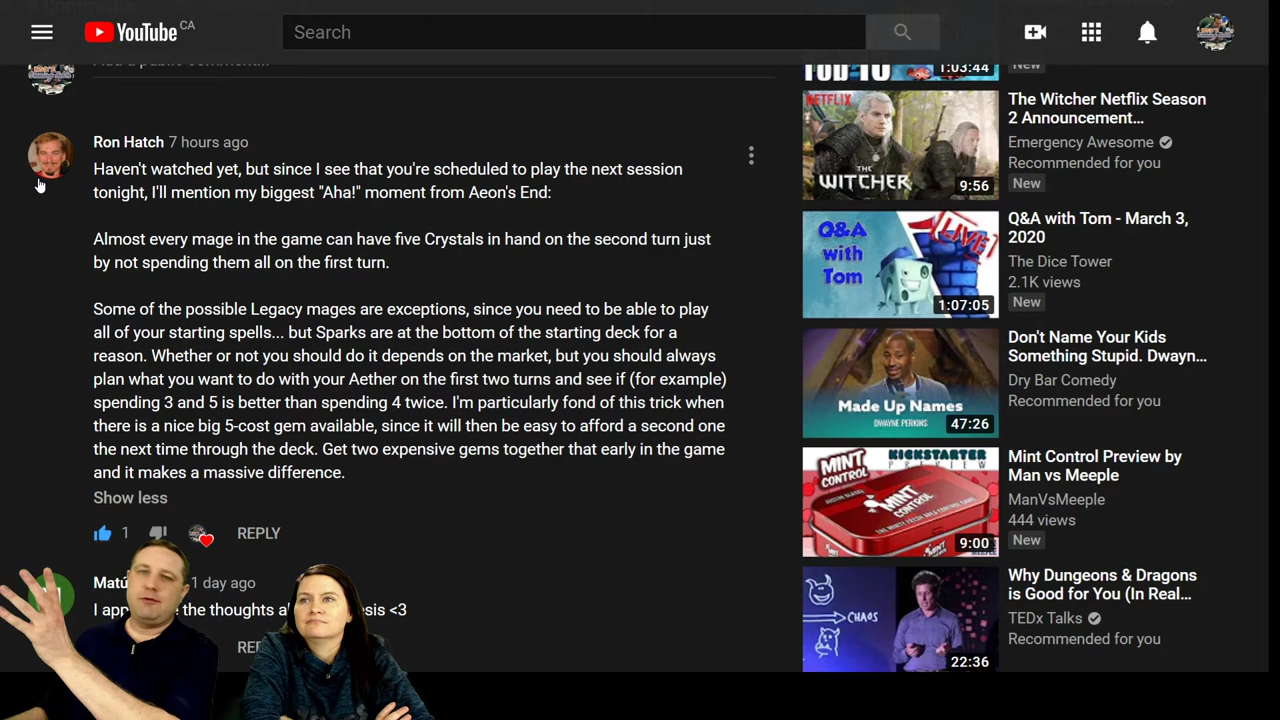 YouTube CA
Search
1:03:44
New
Ron Hatch 7 hours ago
Haven't watched yet, but since I see that you're scheduled to play the next session
tonight, I'll mention my biggest "Aha!" moment from Aeon's End:
Almost every mage in the game can have five Crystals in hand on the second turn just
by not spending them all on the first turn.
Some of the possible Legacy mages are exceptions, since you need to be able to play
all of your starting spells... but Sparks are at the bottom of the starting deck for a
reason. Whether or not you should do it depends on the market, but you should always
plan what you want to do with your Aether on the first two turns and see if (for example)
spending 3 and 5 is better than spending 4 twice. I'm particularly fond of this trick when
there is a nice big 5-cost gem available, since it will then be easy to afford a second one
the next time through the deck. Get two expensive gems together that early in the game
and it makes a massive difference.
Show less
1 REPLY
1 day ago
I the thoughts <3
NETFLIX
THE
WITCHER
9:56
The Witcher Netflix Season
2 Announcement...
Emergency Awesome
Recommended for you
New
Q&A
with
Tom
LIVE
1:07:05
Q&A with Tom - March 3,
2020
The Dice Tower
2.1K views
New
Made Up Names
DWAYNE PERKINS
47:26
Don't Name Your Kids
Something Stupid. Dwayn...
Dry Bar Comedy
Recommended for you
MINT
CONTROL
KICKSTARTER
PREVIEW
MINT
CONTROL
9:00
Mint Control Preview by
Man vs Meeple
ManVsMeeple
444 views
New
CHAOS
22:36
Why Dungeons & Dragons
is Good for You (In Real...
TEDx Talks
Recommended for you